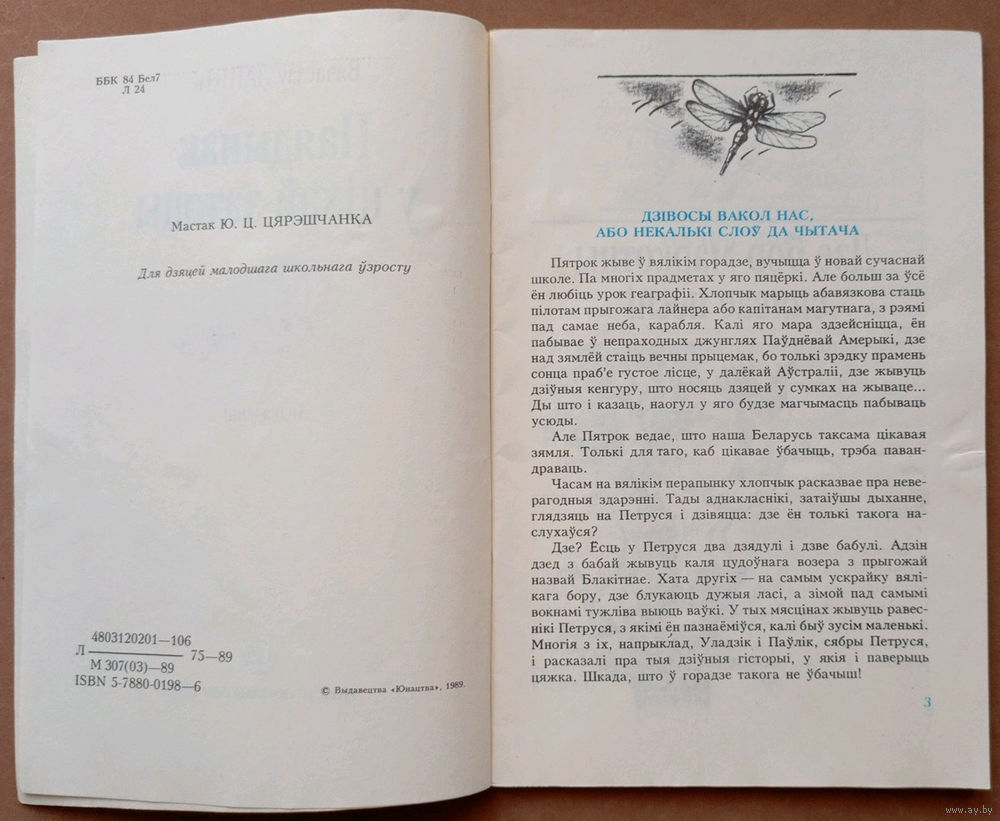 ББК 84 Бел7
Л 24
Мастак Ю. Ц. ЦЯРЭШЧАНКА
Для дзяцей малодшага школьнага ўзросту
4803120201—106
Л 75—89
М 307(03)—89
ISBN 5-7880-0198—6
© Выдавецтва «Юнацтва», 1989.
ДЗІВОСЫ ВАКОЛ НАС,
АБО НЕКАЛЬКІ СЛОЎ ДА ЧЫТАЧА
Пятрок жыве ў вялікім горадзе, вучыцца ў новай сучаснай
школе. Па многіх прадметах у яго пяцёркі. Але больш за ўсё
ён любіць урок геаграфіі. Хлопчык марыць абавязкова стаць
пілотам прыгожага лайнера або капітанам магутнага, з рэямі
пад самае неба, карабля. Калі яго мара здзейсніцца, ён
пабывае ў непраходных джунглях Паўднёвай Амерыкі, дзе
над зямлёй стаіць вечны прыцемак, бо толькі зрэдку прамень
сонца праб'е густое лісце, у далёкай Аўстраліі, дзе жывуць
дзіўныя кенгуру, што носяць дзяцей у сумках на жываце...
Ды што і казаць, наогул у яго будзе магчымасць пабываць
усюды.
Але Пятрок ведае, што наша Беларусь таксама цікавая
зямля. Толькі для таго, каб цікавае ўбачыць, трэба паван-
драваць.
Часам на вялікім перапынку хлопчык расказвае пра неве-
рагодныя здарэнні. Тады аднакласнікі, затаіўшы дыханне,
глядзяць на Петруся і дзівяцца: дзе ён толькі такога на-
слухаўся?
Дзе? Ёсць у Петруся два дзядулі і дзве бабулі. Адзін
дзед з бабай жывуць каля цудоўнага возера з прыгожай
назвай Блакітнае. Хата другіх — на самым ускрайку вялі-
кага бору, дзе блукаюць дужыя ласі, а зімой пад самымі
вокнамі тужліва выюць ваўкі. У тых мясцінах жывуць равес-
нікі Петруся, з якімі ён пазнаёміўся, калі быў зусім маленькі.
Многія з іх, напрыклад, Уладзік і Паўлік, сябры Петруся,
і расказалі пра тыя дзіўныя гісторыі, у якія і паверыць
цяжка. Шкада, што ў горадзе такога не ўбачыш!
3
www.ay.by